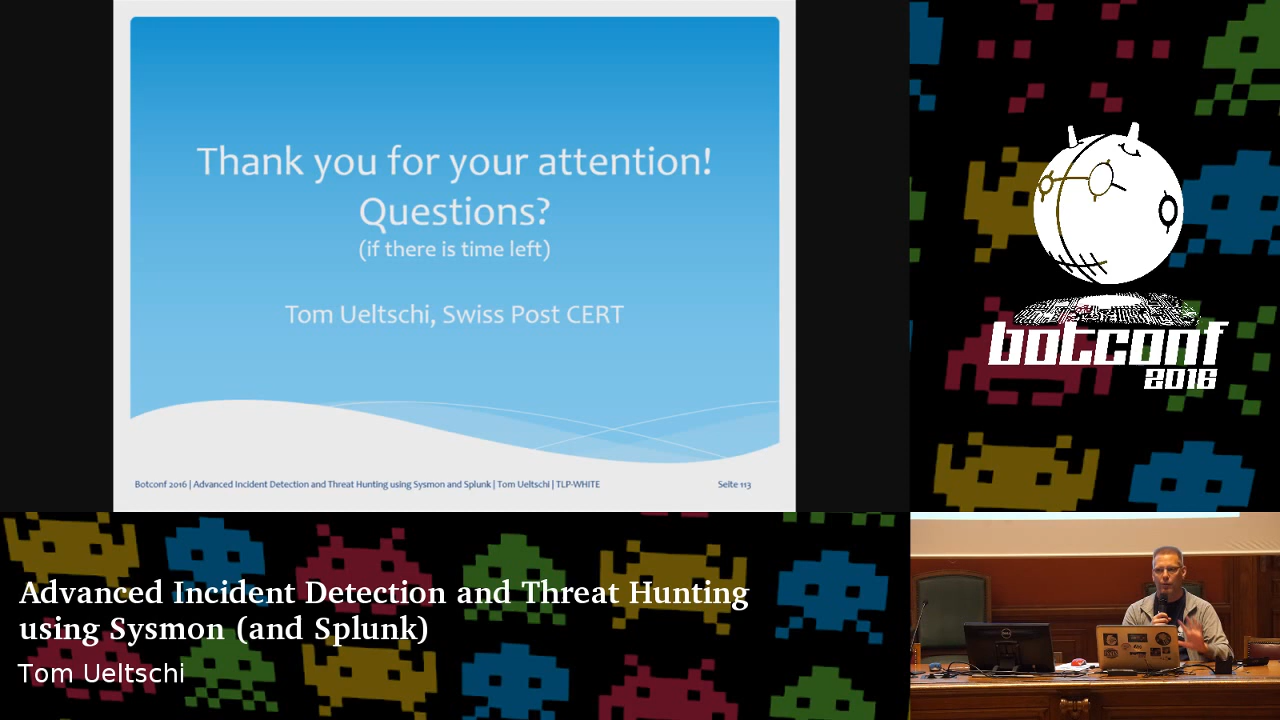 Thank you for your attention!
Questions?
(if there is time left)
Tom Ueltschi, Swiss Post CERT
Botconf 2016 | Advanced Incident Detection and Threat Hunting using Sysmon and Splunk | Tom Ueltschi | TLP-WHITE
Seite 113
botconf
2016
Advanced Incident Detection and Threat Hunting
using Sysmon (and Splunk)
Tom Ueltschi